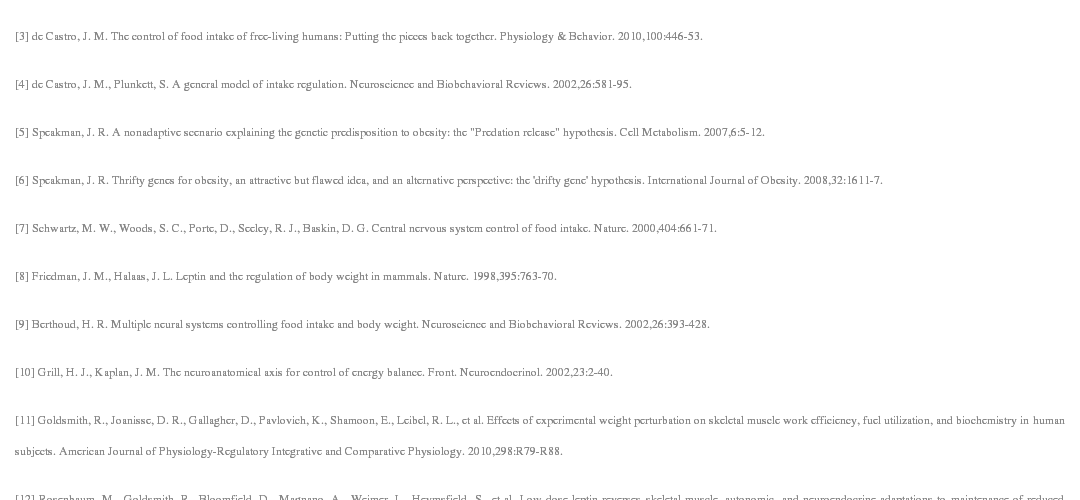 [3] de Castro, J. M. The control of food intake of free-living humans: Putting the pieces back together. Physiology & Behavior. 2010,100:446-53.
[4] de Castro, J. M., Plunkett, S. A general model of intake regulation. Neuroscience and Biobehavioral Reviews. 2002,26:581-95.
[5] Speakman, J. R. A nonadaptive scenario explaining the genetic predisposition to obesity: the "Predation release" hypothesis. Cell Metabolism. 2007,6:5-12.
[6] Speakman, J. R. Thrifty genes for obesity, an attractive but flawed idea, and an alternative perspective: the 'drifty gene' hypothesis. International Journal of Obesity. 2008,32:1611-7.
[7] Schwartz, M. W., Woods, S. C., Porte, D., Seeley, R. J., Baskin, D. G. Central nervous system control of food intake. Nature. 2000,404:661-71.
[8] Friedman, J. M., Halaas, J. L. Leptin and the regulation of body weight in mammals. Nature. 1998,395:763-70.
[9] Berthoud, H. R. Multiple neural systems controlling food intake and body weight. Neuroscience and Biobehavioral Reviews. 2002,26:393-428.
[10] Grill, H. J., Kaplan, J. M. The neuroanatomical axis for control of energy balance. Front. Neuroendocrinol. 2002,23:2-40.
[11] Goldsmith, R., Joanisse, D. R., Gallagher, D., Pavlovich, K., Shamoon, E., Leibel, R. L., et al. Effects of experimental weight perturbation on skeletal muscle work efficiency, fuel utilization, and biochemistry in human
subjects. American Journal of Physiology-Regulatory Integrative and Comparative Physiology. 2010,298:R79-R88.
[12] Rosenbaum, M., Goldsmith, R., Bloomfield, D., Magnano, A., Weimer, L., Heymsfield, S., et al. Low-dose leptin reverses skeletal muscle, autonomic, and neuroendocrine adaptations to maintenance of reduced